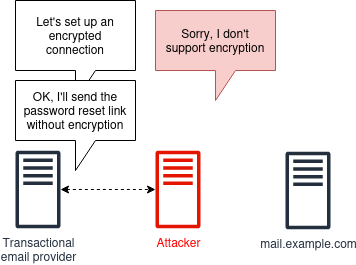 Let's set up an
encrypted
connection
Sorry, I don't
support encryption
OK, I'll send the
password reset link
without encryption
Transactional
email provider
Attacker
mail.example.com